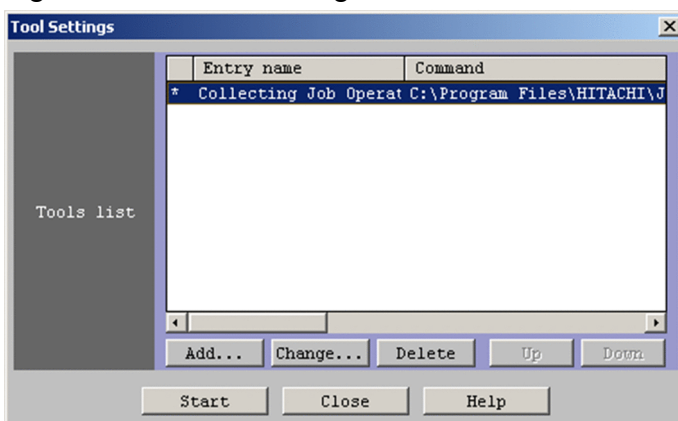 Tool Settings
Entry name Command
* Collecting Job Operat C:\Program Files\HITACHI\J
Tools list
Add... Change... Delete Up Down
Start Close Help